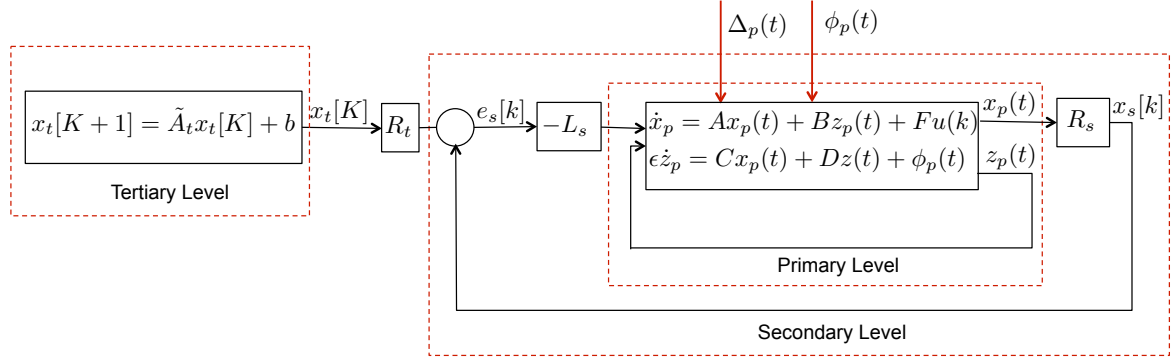 Δ_p(t)
ϕ_p(t)
x_t[K + 1] = Ã_t x_t[K] + b
x_t[K]
R_t
e_s[k]
−L_s
ẋ_p = Ax_p(t) + Bz_p(t) + Fu(k)
ϵż_p = Cx_p(t) + Dz(t) + ϕ_p(t)
x_p(t)
z_p(t)
R_s
x_s[k]
Tertiary Level
Primary Level
Secondary Level